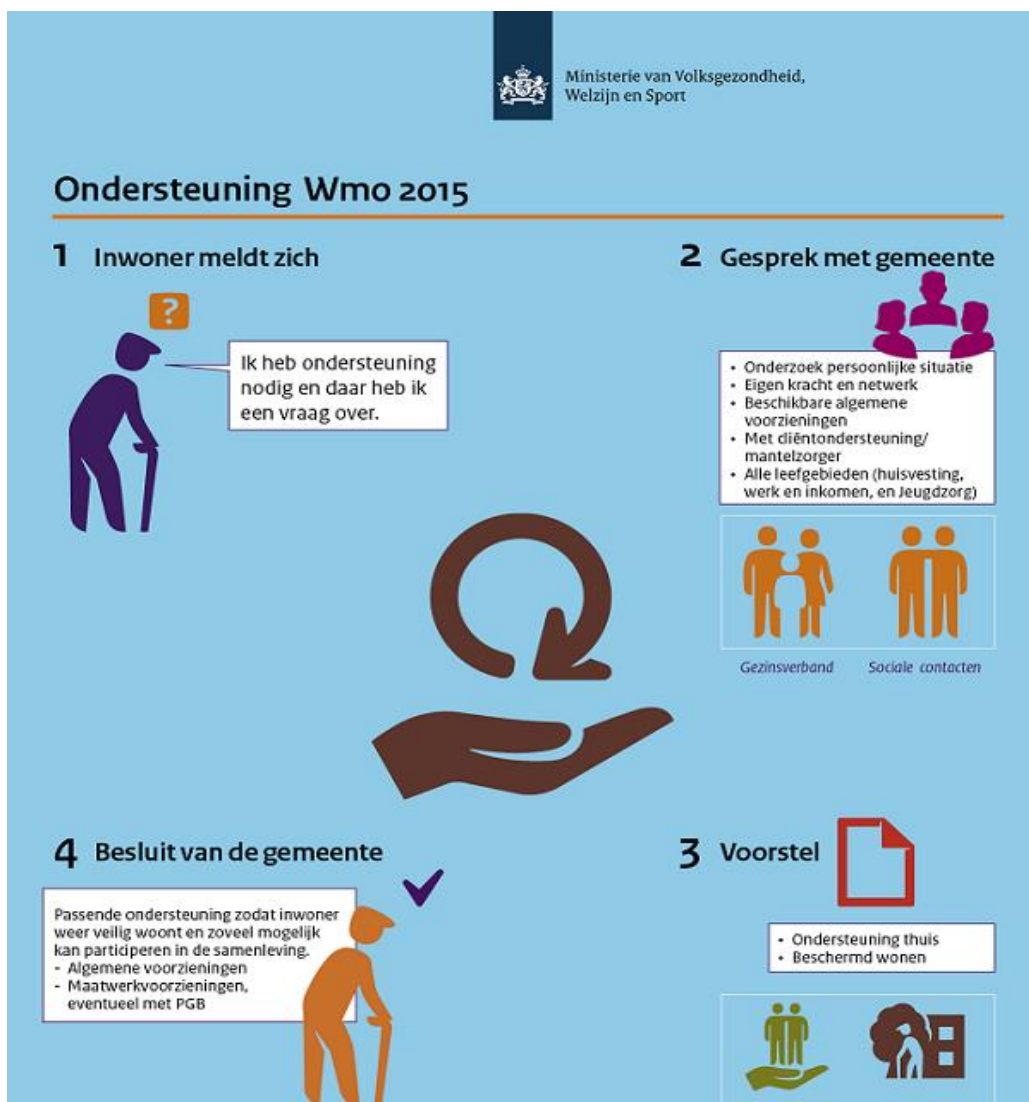 Ministerie van Volksgezondheid,
Welzijn en Sport
Ondersteuning Wmo 2015
1 Inwoner meldt zich
?
Ik heb ondersteuning
nodig en daar heb ik
een vraag over.
2 Gesprek met gemeente
• Onderzoek persoonlijke situatie
• Eigen kracht en netwerk
• Beschikbare algemene
voorzieningen
• Met cliëntondersteuning/
mantelzorger
• Alle leefgebieden (huisvesting,
werk en inkomen, en Jeugdzorg)
Gezinsverband
Sociale contacten
3 Voorstel
• Ondersteuning thuis
• Beschermd wonen
4 Besluit van de gemeente
Passende ondersteuning zodat inwoner
weer veilig woont en zoveel mogelijk
kan participeren in de samenleving.
- Algemene voorzieningen
- Maatwerkvoorzieningen,
eventueel met PGB